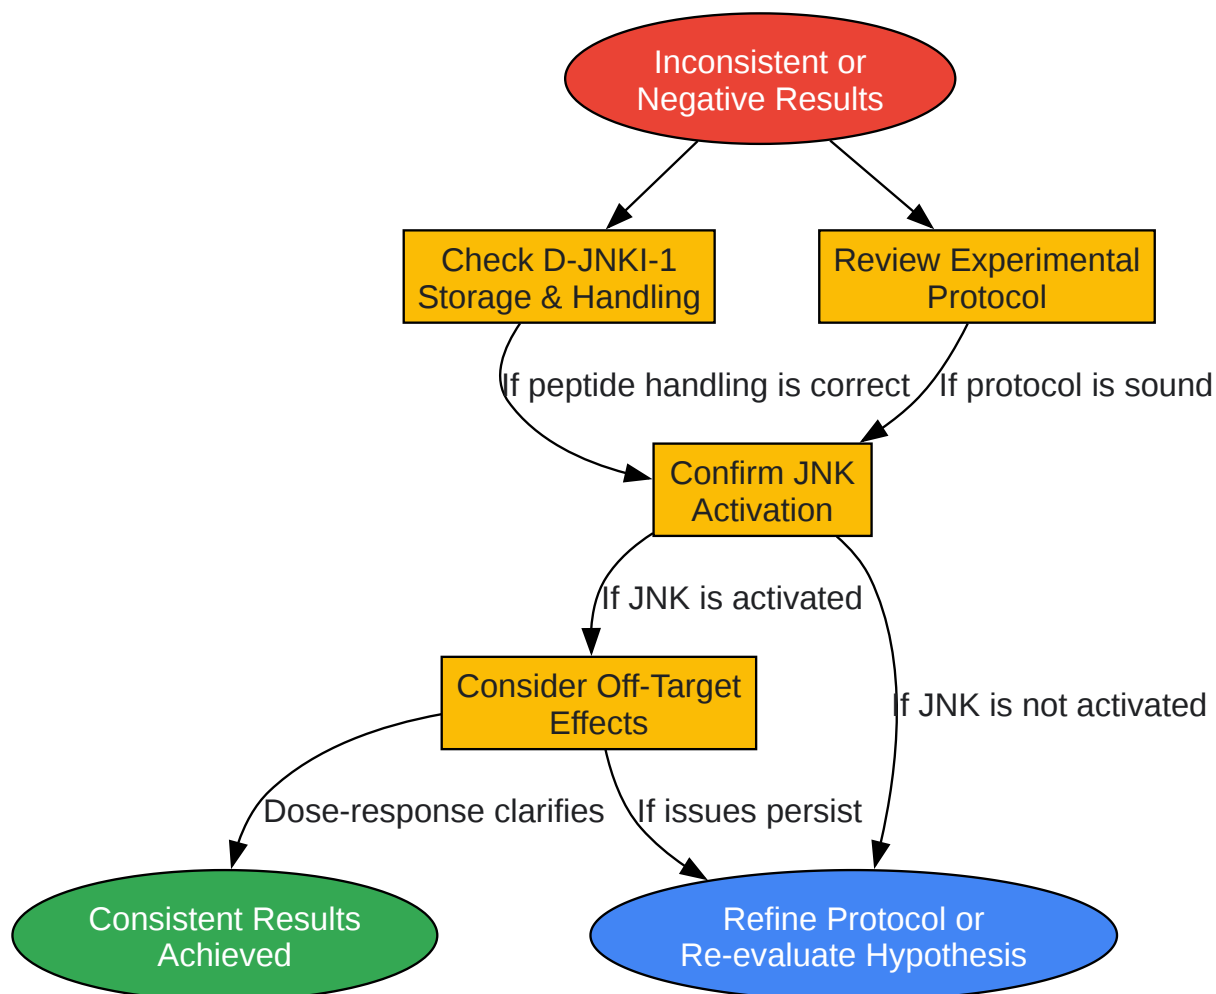 Inconsistent or
Negative Results
Check D-JNKI-1
Storage & Handling
Review Experimental
Protocol
If peptide handling is correct
If protocol is sound
Confirm JNK
Activation
If JNK is activated
Consider Off-Target
Effects
If JNK is not activated
Dose-response clarifies
If issues persist
Consistent Results
Achieved
Refine Protocol or
Re-evaluate Hypothesis